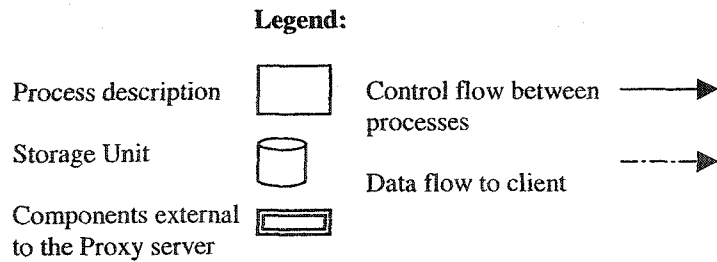 Legend:
Process description
Storage Unit
Components external
to the Proxy server
Control flow between
processes
Data flow to client